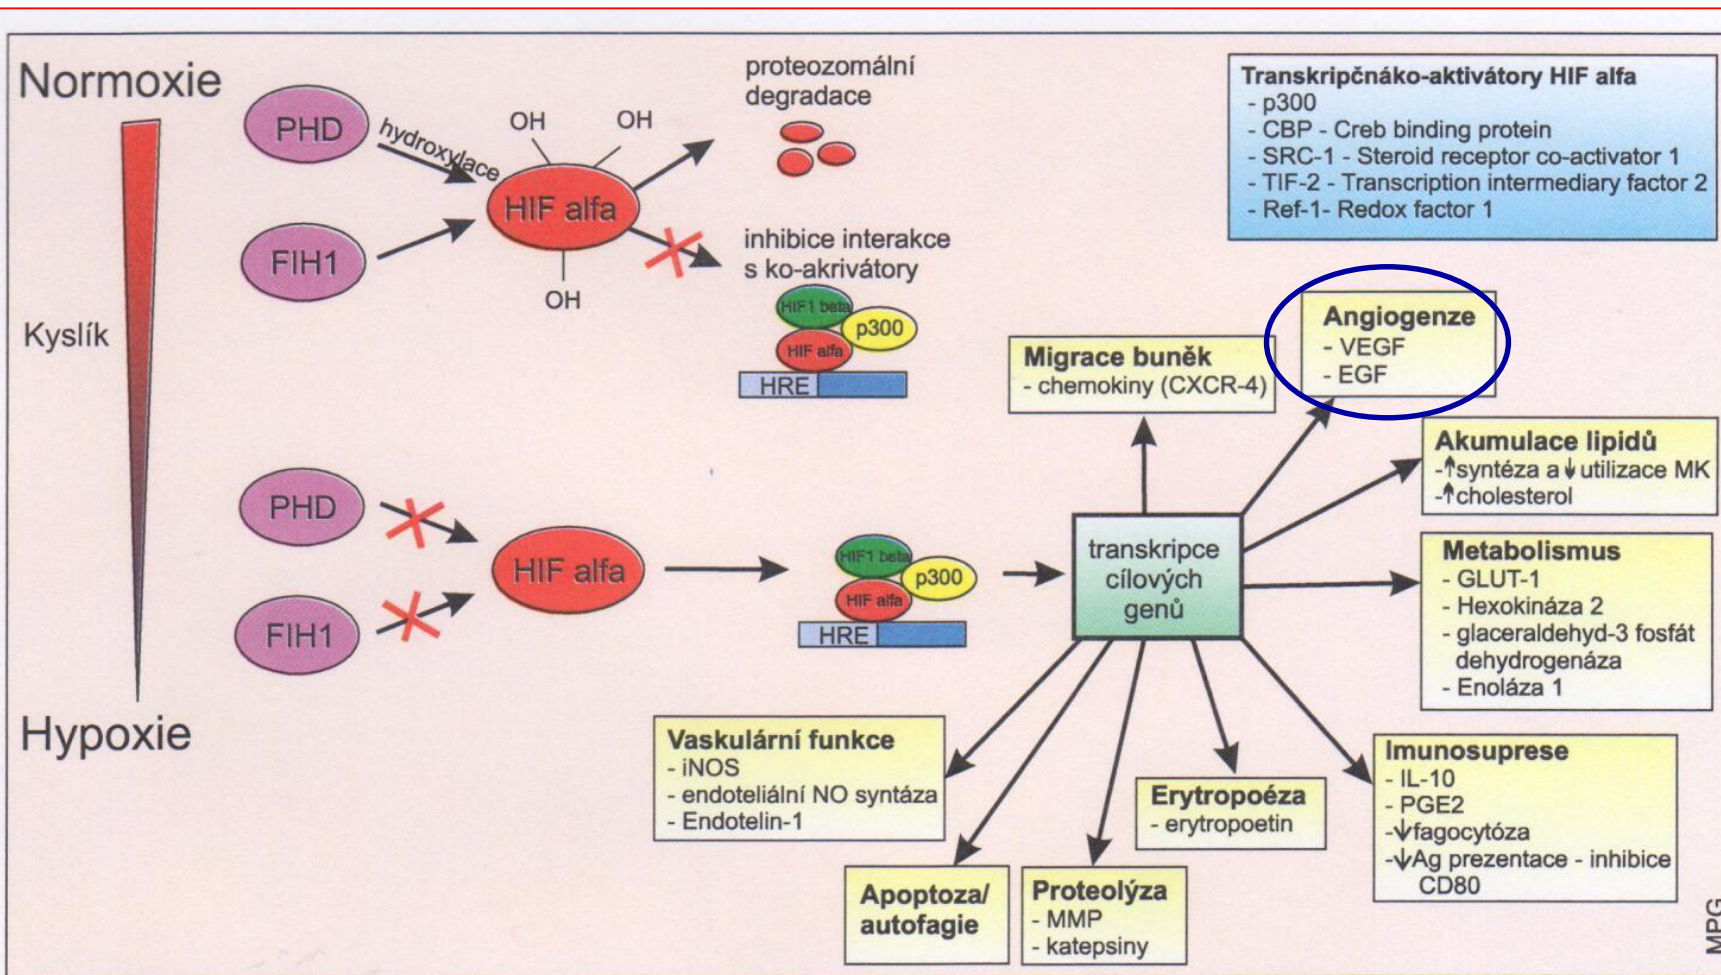 Normoxie
PHD
hydroxylace
OH
OH
HIF alfa
FIH1
OH
proteozomální
degradace
inhibice interakce
s ko-akrivátory
HIF1 beta
p300
HIF alfa
HRE
Transkripčnáko-aktivátory HIF alfa
- p300
- CBP - Creb binding protein
- SRC-1 - Steroid receptor co-activator 1
- TIF-2 - Transcription intermediary factor 2
- Ref-1- Redox factor 1
Kyslík
Migrace buněk
- chemokiny (CXCR-4)
Angiogenze
- VEGF
- EGF
Akumulace lipidů
-↑syntéza a↓utilizace MK
-↑cholesterol
PHD
FIH1
HIF alfa
HIF1 beta
p300
HIF alfa
HRE
transkripce
cílových
genů
Metabolismus
- GLUT-1
- Hexokináza 2
- glaceraldehyd-3 fosfát
dehydrogenáza
- Enoláza 1
Hypoxie
Vaskulární funkce
- iNOS
- endoteliální NO syntáza
- Endotelin-1
Apoptoza/
autofagie
Proteolýza
- MMP
- katepsiny
Erytropoéza
- erytropoetin
Imunosuprese
- IL-10
- PGE2
-↓fagocytóza
-↓Ag prezentace - inhibice
CD80
MPG